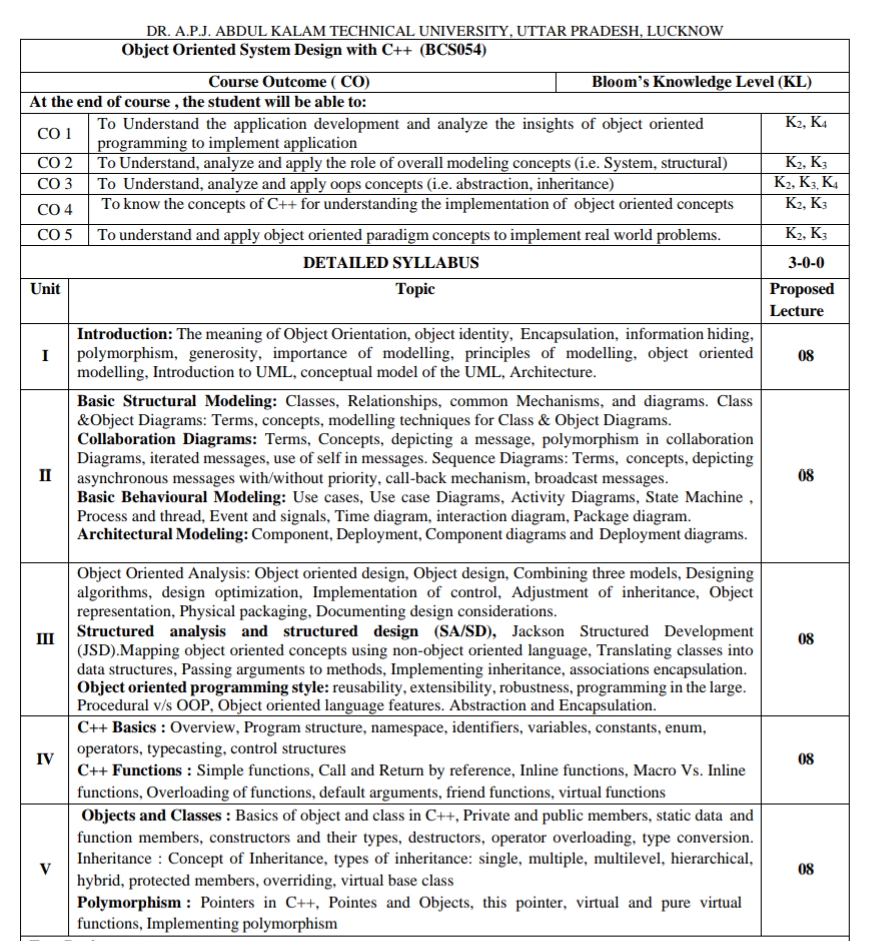 DR. A.P.J. ABDUL KALAM TECHNICAL UNIVERSITY, UTTAR PRADESH, LUCKNOW
Object Oriented System Design with C++ (BCS054)
Course Outcome ( CO) Bloom's Knowledge Level (KL)
At the end of course , the student will be able to:
CO 1 To Understand the application development and analyze the insights of object oriented K2, K4
programming to implement application
CO 2 To Understand, analyze and apply the role of overall modeling concepts (i.e. System, structural) K2, K3
CO 3 To Understand, analyze and apply oops concepts (i.e. abstraction, inheritance) K2, K3, K4
CO 4 To know the concepts of C++ for understanding the implementation of object oriented concepts K2, K3
CO 5 To understand and apply object oriented paradigm concepts to implement real world problems. K2, K3
DETAILED SYLLABUS 3-0-0
Unit Topic Proposed
Lecture
Introduction: The meaning of Object Orientation, object identity, Encapsulation, information hiding,
I polymorphism, generosity, importance of modelling, principles of modelling, object oriented 08
modelling, Introduction to UML, conceptual model of the UML, Architecture.
Basic Structural Modeling: Classes, Relationships, common Mechanisms, and diagrams. Class
&Object Diagrams: Terms, concepts, modelling techniques for Class & Object Diagrams.
Collaboration Diagrams: Terms, Concepts, depicting a message, polymorphism in collaboration
Diagrams, iterated messages, use of self in messages. Sequence Diagrams: Terms, concepts, depicting
II asynchronous messages with/without priority, call-back mechanism, broadcast messages. 08
Basic Behavioural Modeling: Use cases, Use case Diagrams, Activity Diagrams, State Machine ,
Process and thread, Event and signals, Time diagram, interaction diagram, Package diagram.
Architectural Modeling: Component, Deployment, Component diagrams and Deployment diagrams.
Object Oriented Analysis: Object oriented design, Object design, Combining three models, Designing
algorithms, design optimization, Implementation of control, Adjustment of inheritance, Object
representation, Physical packaging, Documenting design considerations.
III Structured analysis and structured design (SA/SD), Jackson Structured Development 08
(JSD).Mapping object oriented concepts using non-object oriented language, Translating classes into
data structures, Passing arguments to methods, Implementing inheritance, associations encapsulation.
Object oriented programming style: reusability, extensibility, robustness, programming in the large.
Procedural v/s OOP, Object oriented language features. Abstraction and Encapsulation.
C++ Basics : Overview, Program structure, namespace, identifiers, variables, constants, enum,
operators, typecasting, control structures
IV C++ Functions : Simple functions, Call and Return by reference, Inline functions, Macro Vs. Inline 08
functions, Overloading of functions, default arguments, friend functions, virtual functions
Objects and Classes : Basics of object and class in C++, Private and public members, static data and
function members, constructors and their types, destructors, operator overloading, type conversion.
Inheritance : Concept of Inheritance, types of inheritance: single, multiple, multilevel, hierarchical,
V hybrid, protected members, overriding, virtual base class 08
Polymorphism : Pointers in C++, Pointes and Objects, this pointer, virtual and pure virtual
functions, Implementing polymorphism